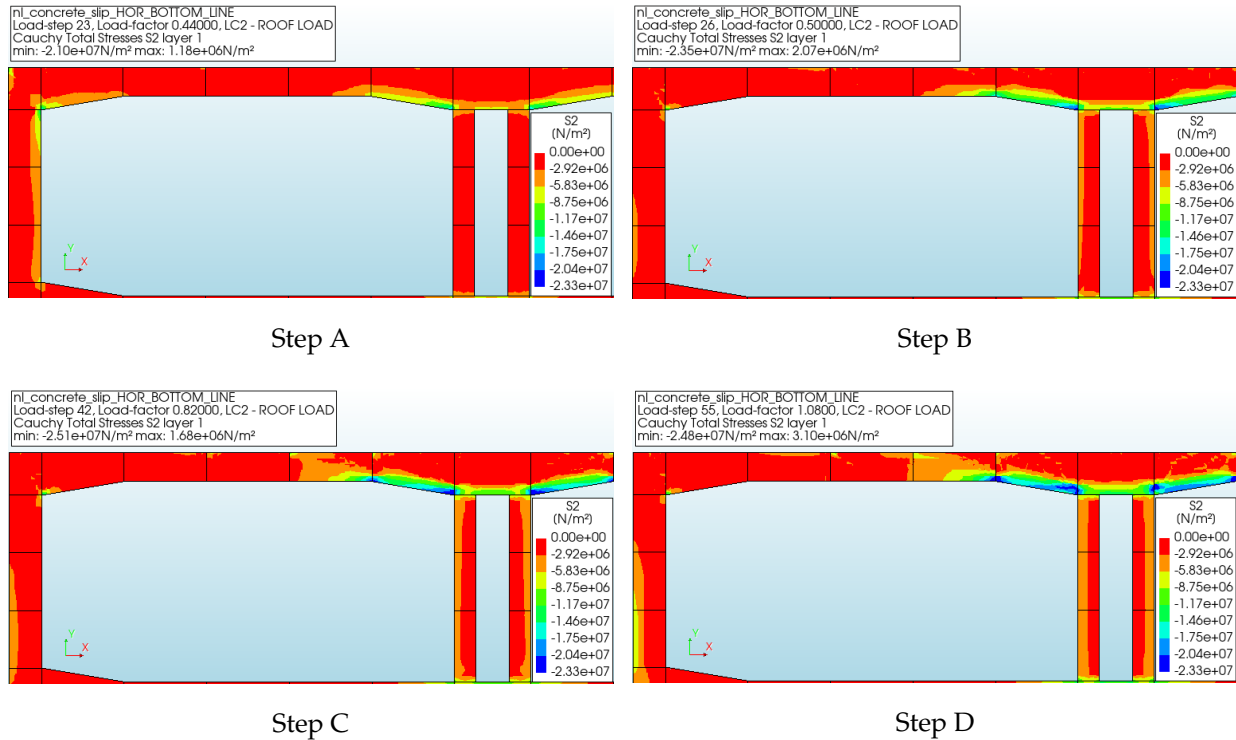 nl_concrete_slip_HOR_BOTTOM_LINE
Load-step 23, Load-factor 0.44000, LC2 - ROOF LOAD
Cauchy Total Stresses S2 layer 1
min: -2.10e+07N/m² max: 1.18e+06N/m²
S2
(N/m²)
0.00e+00
-2.92e+06
-5.83e+06
-8.75e+06
-1.17e+07
-1.46e+07
-1.75e+07
-2.04e+07
-2.33e+07
Y
X
Step A
nl_concrete_slip_HOR_BOTTOM_LINE
Load-step 26, Load-factor 0.50000, LC2 - ROOF LOAD
Cauchy Total Stresses S2 layer 1
min: -2.35e+07N/m² max: 2.07e+06N/m²
S2
(N/m²)
0.00e+00
-2.92e+06
-5.83e+06
-8.75e+06
-1.17e+07
-1.46e+07
-1.75e+07
-2.04e+07
-2.33e+07
Y
X
Step B
nl_concrete_slip_HOR_BOTTOM_LINE
Load-step 42, Load-factor 0.82000, LC2 - ROOF LOAD
Cauchy Total Stresses S2 layer 1
min: -2.51e+07N/m² max: 1.68e+06N/m²
S2
(N/m²)
0.00e+00
-2.92e+06
-5.83e+06
-8.75e+06
-1.17e+07
-1.46e+07
-1.75e+07
-2.04e+07
-2.33e+07
Y
X
Step C
nl_concrete_slip_HOR_BOTTOM_LINE
Load-step 55, Load-factor 1.0800, LC2 - ROOF LOAD
Cauchy Total Stresses S2 layer 1
min: -2.48e+07N/m² max: 3.10e+06N/m²
S2
(N/m²)
0.00e+00
-2.92e+06
-5.83e+06
-8.75e+06
-1.17e+07
-1.46e+07
-1.75e+07
-2.04e+07
-2.33e+07
Y
X
Step D